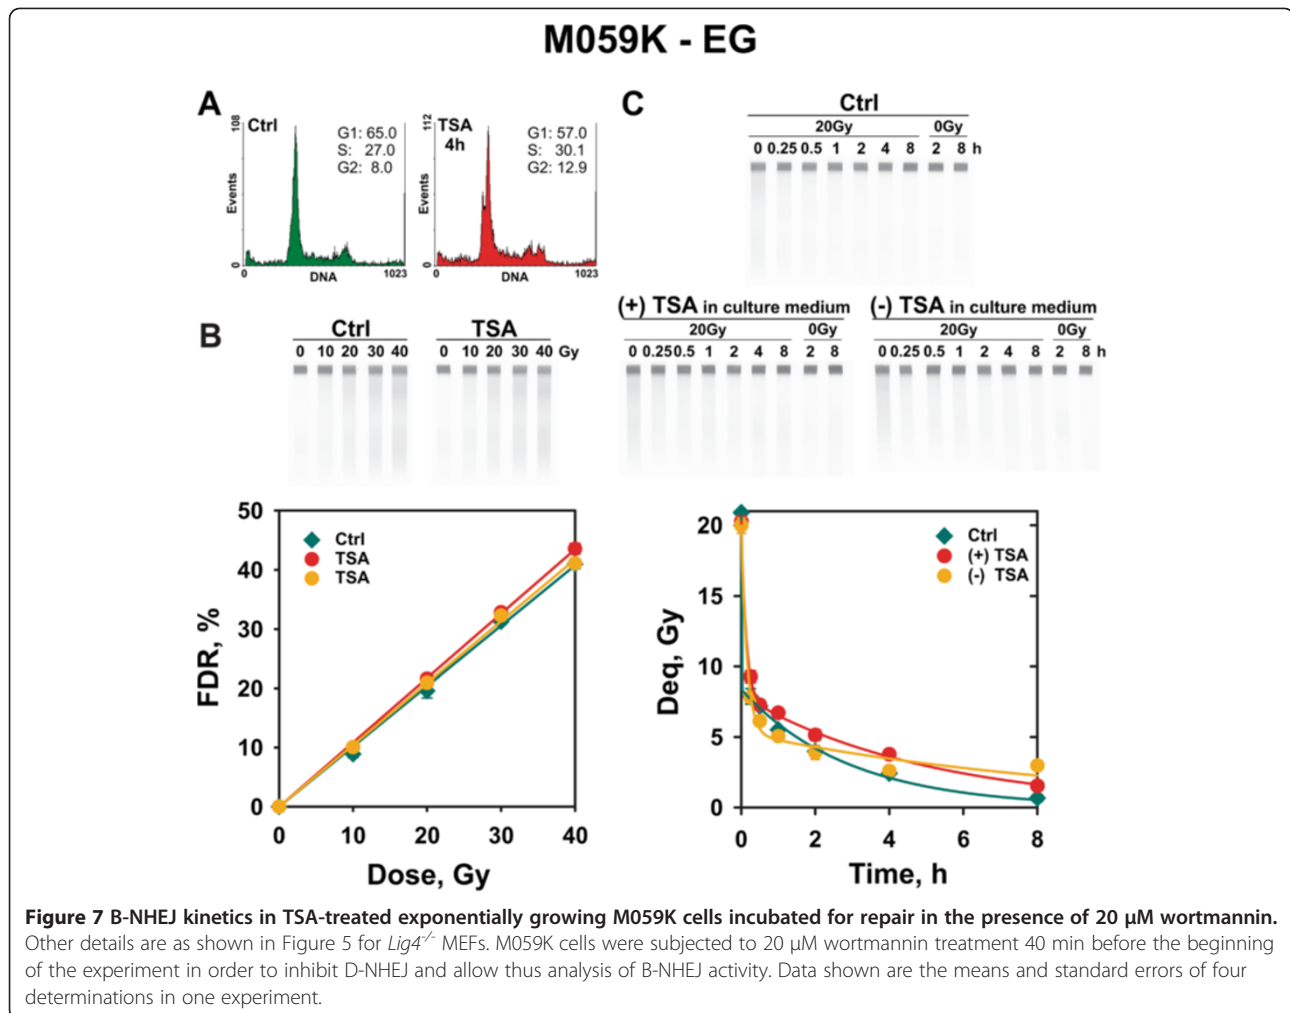 M059K - EG
A
108
Ctrl
G1: 65.0
S: 27.0
G2: 8.0
Events
0
0
DNA
1023
112
TSA
4h
G1: 57.0
S: 30.1
G2: 12.9
Events
0
0
DNA
1023
C
Ctrl
20Gy 0Gy
0 0.25 0.5 1 2 4 8 2 8 h
B
Ctrl TSA
0 10 20 30 40 0 10 20 30 40 Gy
(+) TSA in culture medium
20Gy 0Gy
0 0.25 0.5 1 2 4 8 2 8
(-) TSA in culture medium
20Gy 0Gy
0 0.25 0.5 1 2 4 8 2 8 h
FDR, %
50
40
30
20
10
0
Ctrl
TSA
TSA
0 10 20 30 40
Dose, Gy
Deq, Gy
20
15
10
5
0
Ctrl
(+) TSA
(-) TSA
0 2 4 6 8
Time, h
Figure 7 B-NHEJ kinetics in TSA-treated exponentially growing M059K cells incubated for repair in the presence of 20 μM wortmannin.
Other details are as shown in Figure 5 for Lig4-/- MEFs. M059K cells were subjected to 20 μM wortmannin treatment 40 min before the beginning
of the experiment in order to inhibit D-NHEJ and allow thus analysis of B-NHEJ activity. Data shown are the means and standard errors of four
determinations in one experiment.